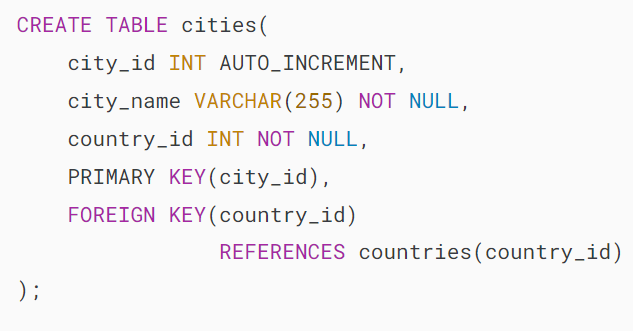 CREATE TABLE cities(
    city_id INT AUTO_INCREMENT,
    city_name VARCHAR(255) NOT NULL,
    country_id INT NOT NULL,
    PRIMARY KEY(city_id),
    FOREIGN KEY(country_id)
                REFERENCES countries(country_id)
);